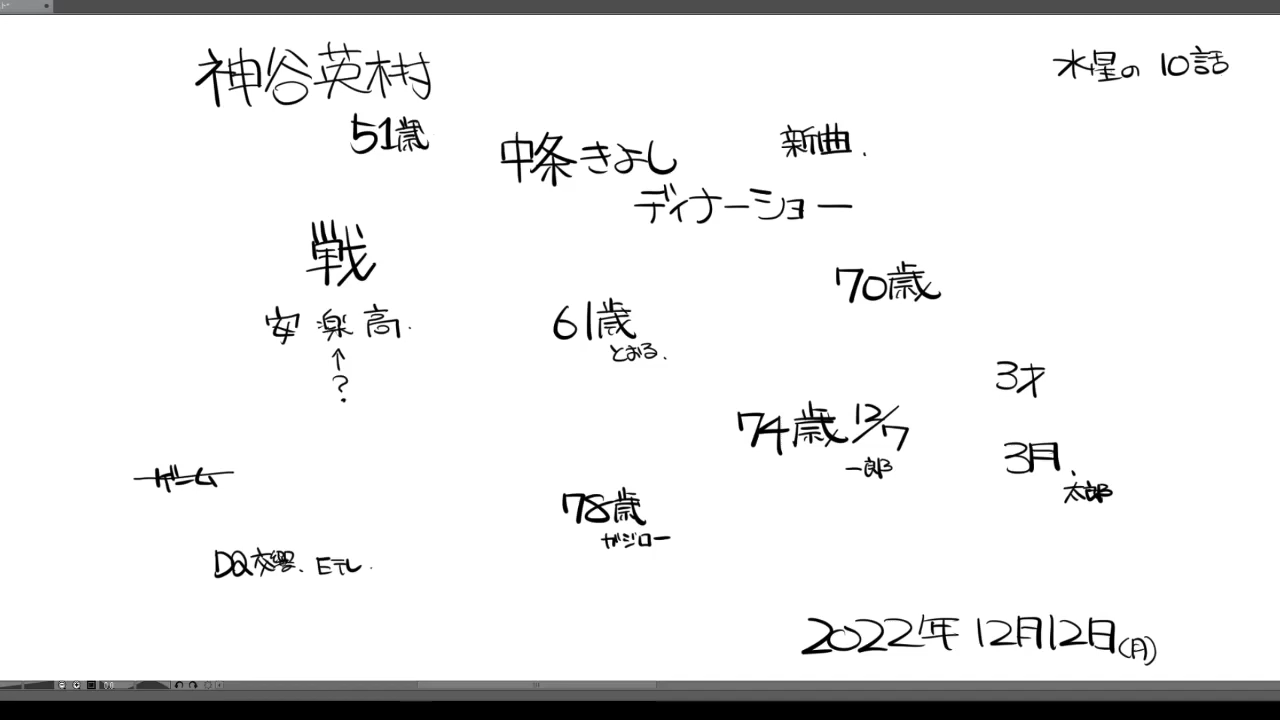 神谷英樹
51歳
水星の 10話
中条きよし
新曲.
ディナーショー
戦
安 楽 高.
↑
?
61歳
とおる.
70歳
3才
74歳 12/7
一郎
3月.
太郎
ゲーム
78歳
ザジロー
DQ交響、Eテレ.
2022年12月12日(月)